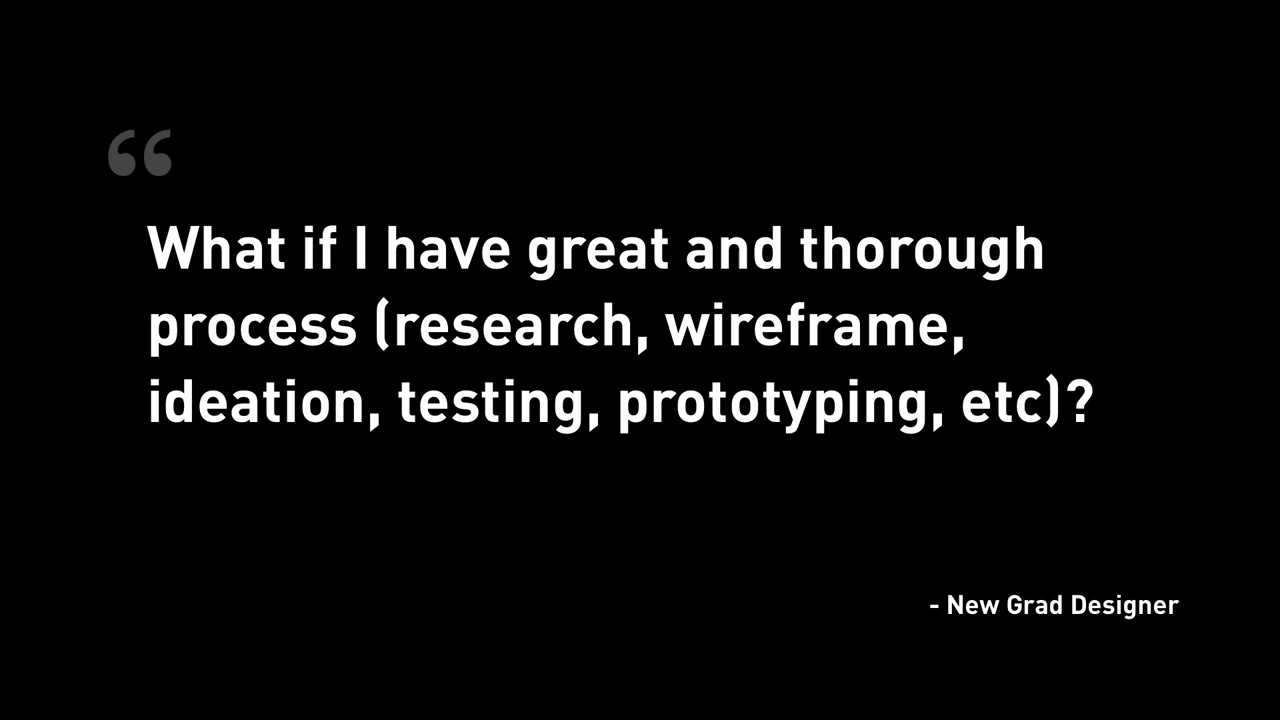 “
What if I have great and thorough
process (research, wireframe,
ideation, testing, prototyping, etc)?
- New Grad Designer